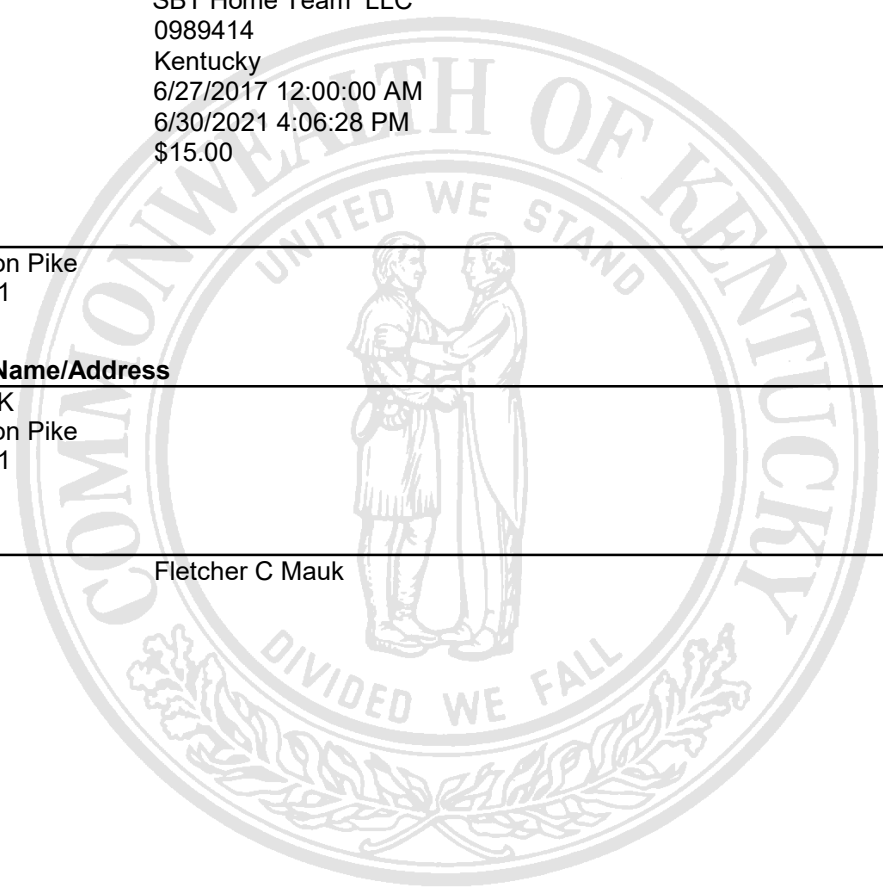 SBT Home Team LLC
0989414
Kentucky
6/27/2017 12:00:00 AM
6/30/2021 4:06:28 PM
$15.00
on Pike
1
Name/Address
K
on Pike
1
Fletcher C Mauk
COMMONWEALTH OF KENTUCKY
UNITED WE STAND
DIVIDED WE FALL